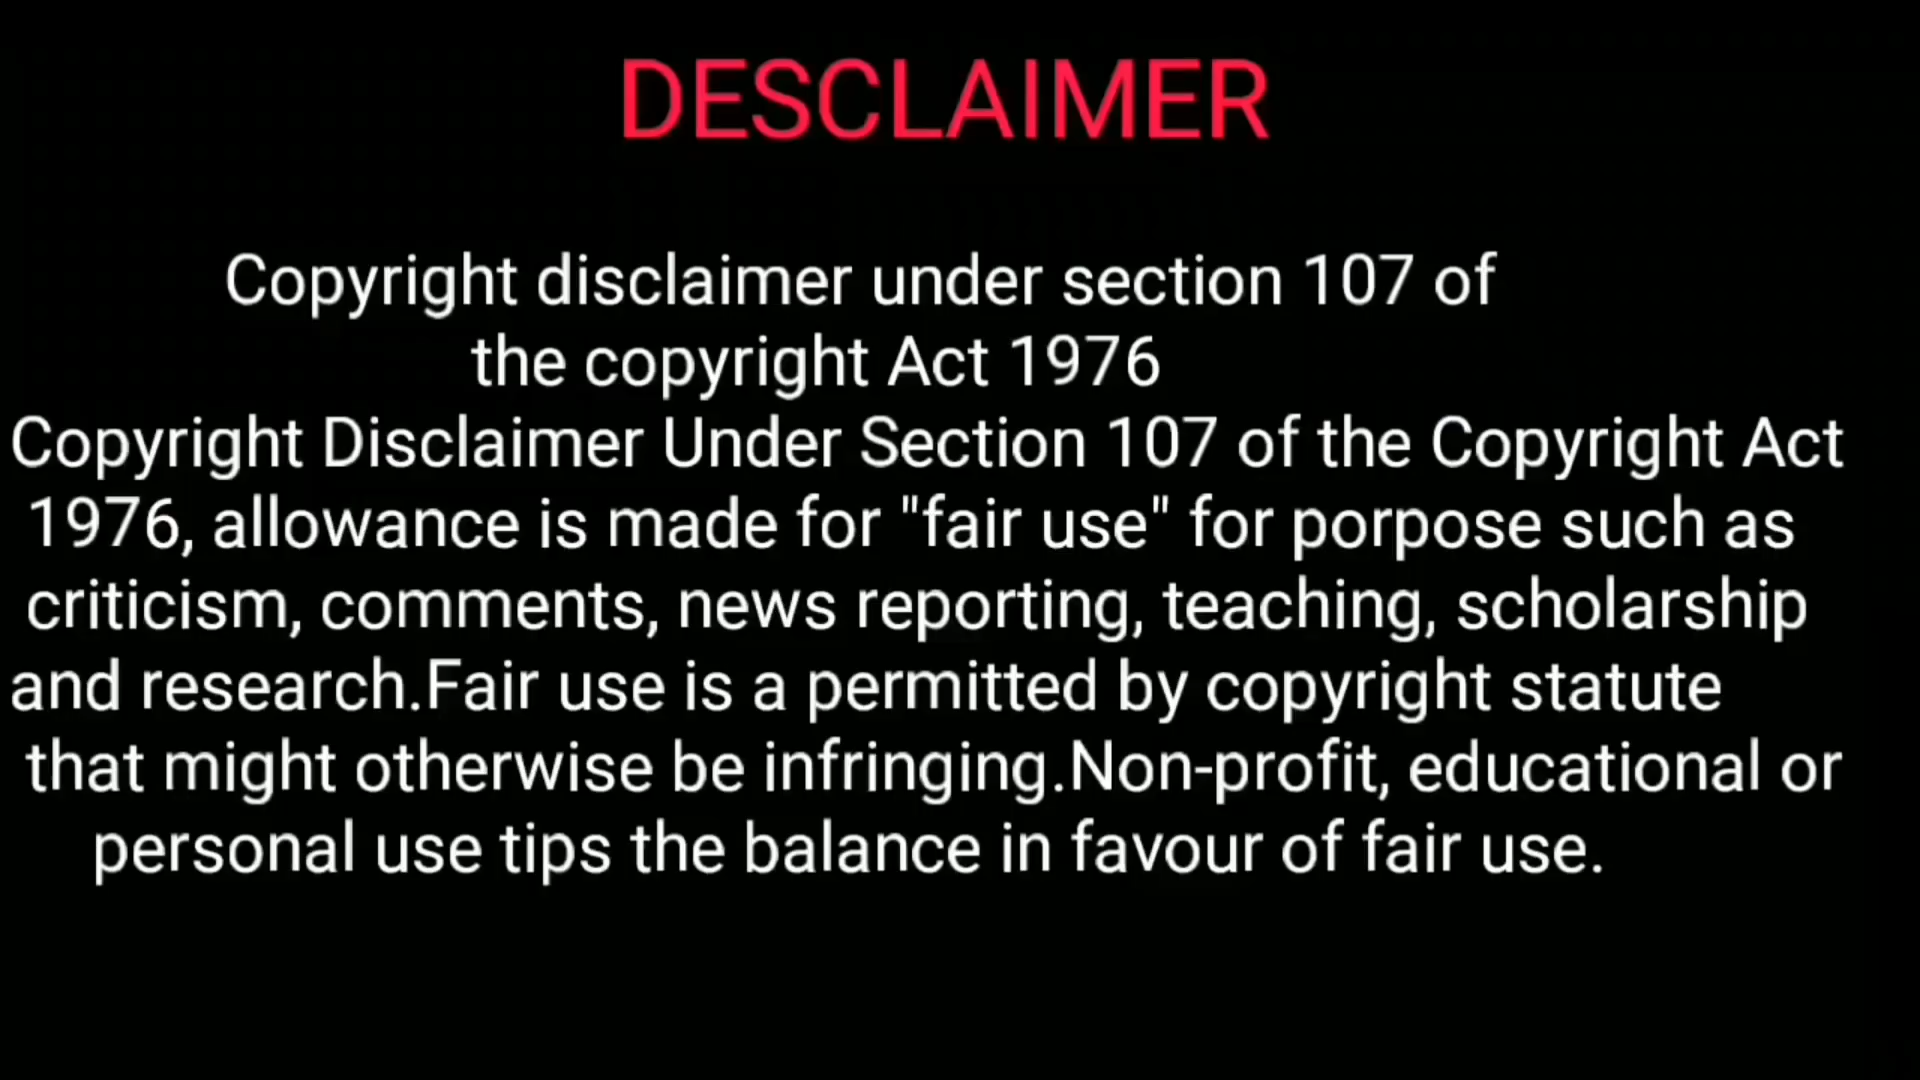 DESCLAIMER
Copyright disclaimer under section 107 of
the copyright Act 1976
Copyright Disclaimer Under Section 107 of the Copyright Act
1976, allowance is made for "fair use" for porpose such as
criticism, comments, news reporting, teaching, scholarship
and research.Fair use is a permitted by copyright statute
that might otherwise be infringing.Non-profit, educational or
personal use tips the balance in favour of fair use.